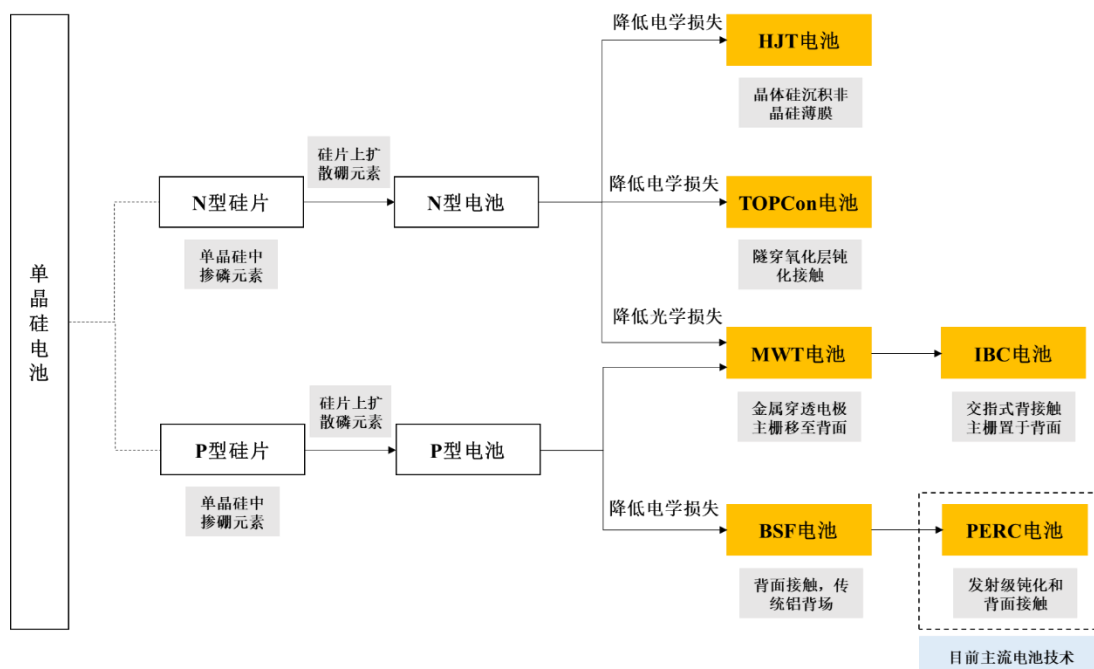 降低电学损失
HJT电池
晶体硅沉积非
晶硅薄膜
硅片上扩
散硼元素
降低电学损失
N型硅片
N型电池
TOPCon电池
单晶硅中
掺磷元素
隧穿氧化层钝
化接触
单晶硅电池
降低光学损失
MWT电池
IBC电池
硅片上扩
散磷元素
金属穿透电极
主栅移至背面
交指式背接触
主栅置于背面
P型硅片
P型电池
单晶硅中
掺硼元素
降低电学损失
BSF电池
PERC电池
背面接触，传
统铝背场
发射级钝化和
背面接触
目前主流电池技术